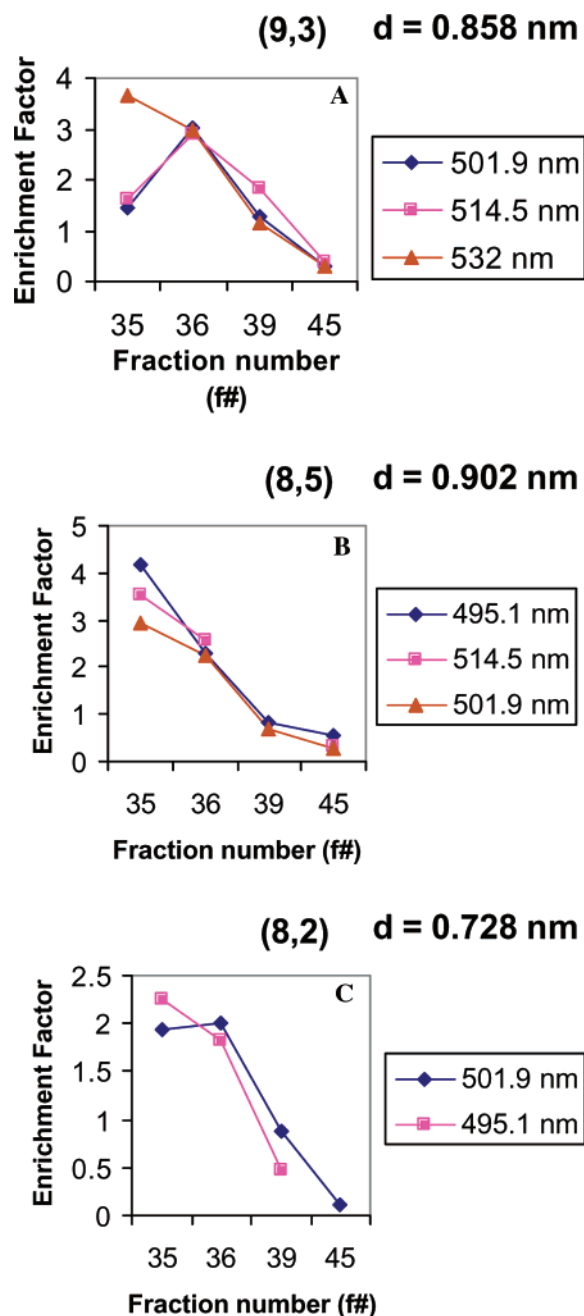 (9,3) d = 0.858 nm
A
Enrichment Factor
4
3
2
1
0
35 36 39 45
Fraction number
(f#)
501.9 nm
514.5 nm
532 nm
(8,5) d = 0.902 nm
B
Enrichment Factor
5
4
3
2
1
0
35 36 39 45
Fraction number (f#)
495.1 nm
514.5 nm
501.9 nm
(8,2) d = 0.728 nm
C
Enrichment Factor
2.5
2
1.5
1
0.5
0
35 36 39 45
Fraction number (f#)
501.9 nm
495.1 nm